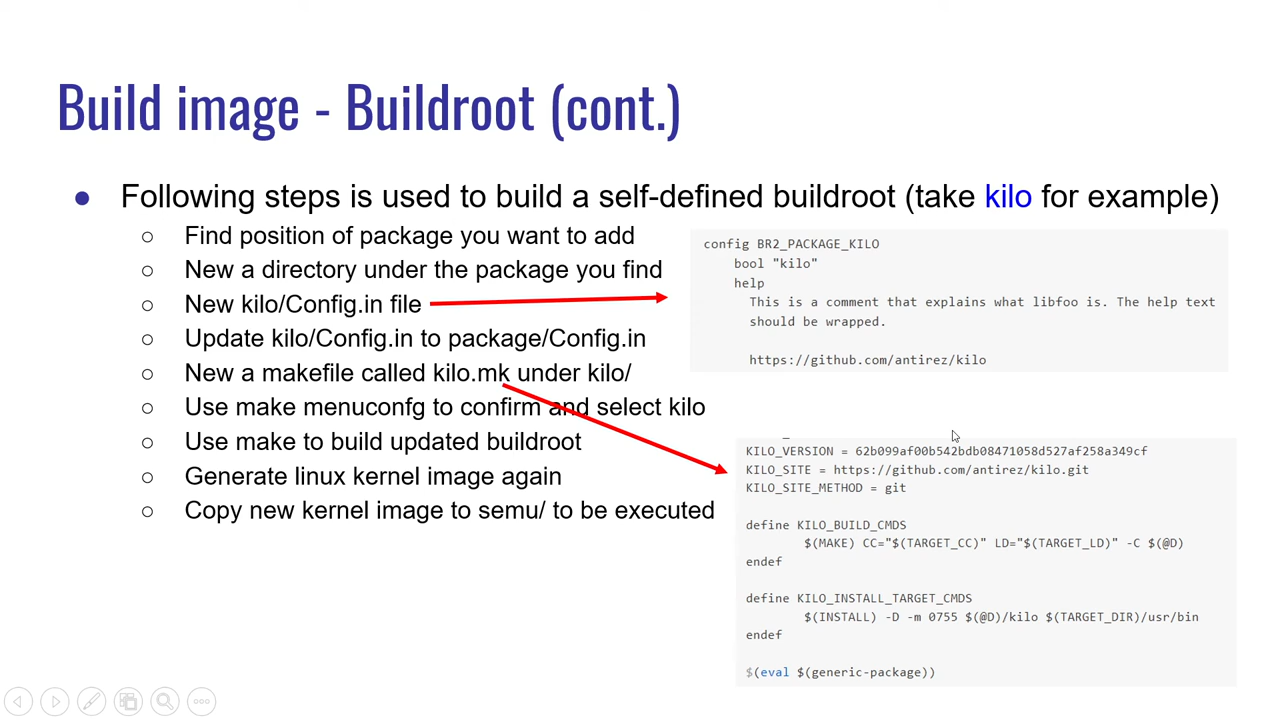 Build image - Buildroot (cont.)
● Following steps is used to build a self-defined buildroot (take kilo for example)
○ Find position of package you want to add
○ New a directory under the package you find
○ New kilo/Config.in file
○ Update kilo/Config.in to package/Config.in
○ New a makefile called kilo.mk under kilo/
○ Use make menuconfg to confirm and select kilo
○ Use make to build updated buildroot
○ Generate linux kernel image again
○ Copy new kernel image to semu/ to be executed
config BR2_PACKAGE_KILO
bool "kilo"
help
This is a comment that explains what libfoo is. The help text
should be wrapped.
https://github.com/antirez/kilo
KILO_VERSION = 62b099af00b542bdb08471058d527af258a349cf
KILO_SITE = https://github.com/antirez/kilo.git
KILO_SITE_METHOD = git
define KILO_BUILD_CMDS
$(MAKE) CC="$(TARGET_CC)" LD="$(TARGET_LD)" -C $(@D)
endef
define KILO_INSTALL_TARGET_CMDS
$(INSTALL) -D -m 0755 $(@D)/kilo $(TARGET_DIR)/usr/bin
endef
$(eval $(generic-package))